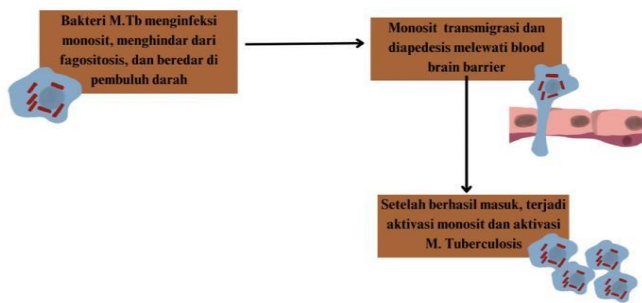 Bakteri M.Tb menginfeksi
monosit, menghindar dari
fagositosis, dan beredar di
pembuluh darah
Monosit transmigrasi dan
diapedesis melewati blood
brain barrier
Setelah berhasil masuk, terjadi
aktivasi monosit dan aktivasi
M. Tuberculosis